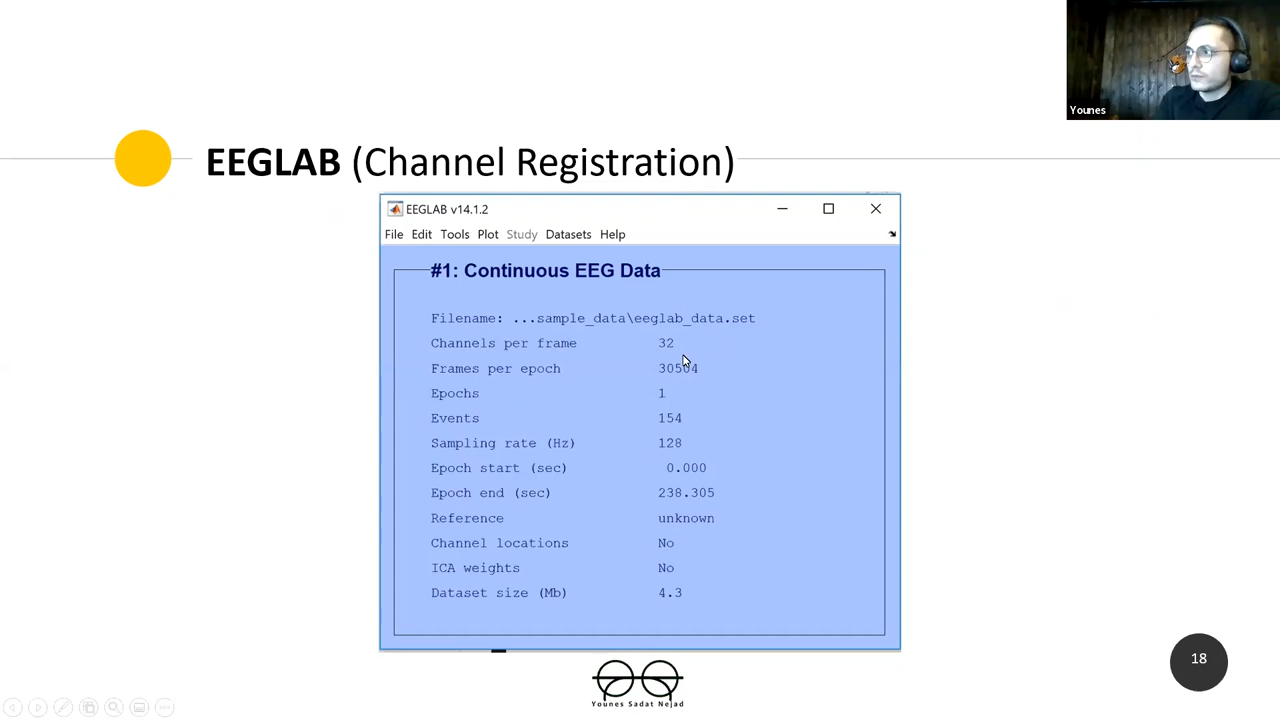 Younes
EEGLAB (Channel Registration)
EEGLAB v14.1.2
File Edit Tools Plot Study Datasets Help
#1: Continuous EEG Data
Filename: ...sample_data\eeglab_data.set
Channels per frame 32
Frames per epoch 30504
Epochs 1
Events 154
Sampling rate (Hz) 128
Epoch start (sec) 0.000
Epoch end (sec) 238.305
Reference unknown
Channel locations No
ICA weights No
Dataset size (Mb) 4.3
18
Younes Sadat Nejad